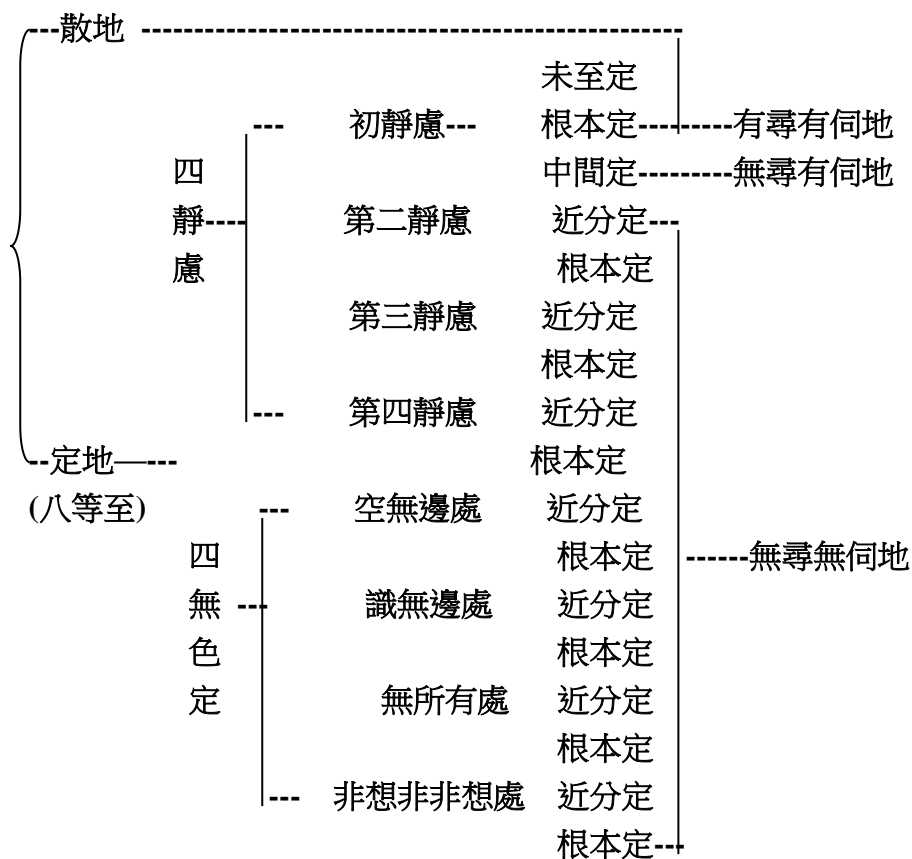 散地
未至定
初靜慮 根本定 有尋有伺地
四 中間定 無尋有伺地
靜 第二靜慮 近分定
慮 根本定
第三靜慮 近分定
根本定
第四靜慮 近分定
定地 根本定
(八等至) 空無邊處 近分定
四 根本定 無尋無伺地
無 識無邊處 近分定
色 根本定
定 無所有處 近分定
根本定
非想非非想處 近分定
根本定